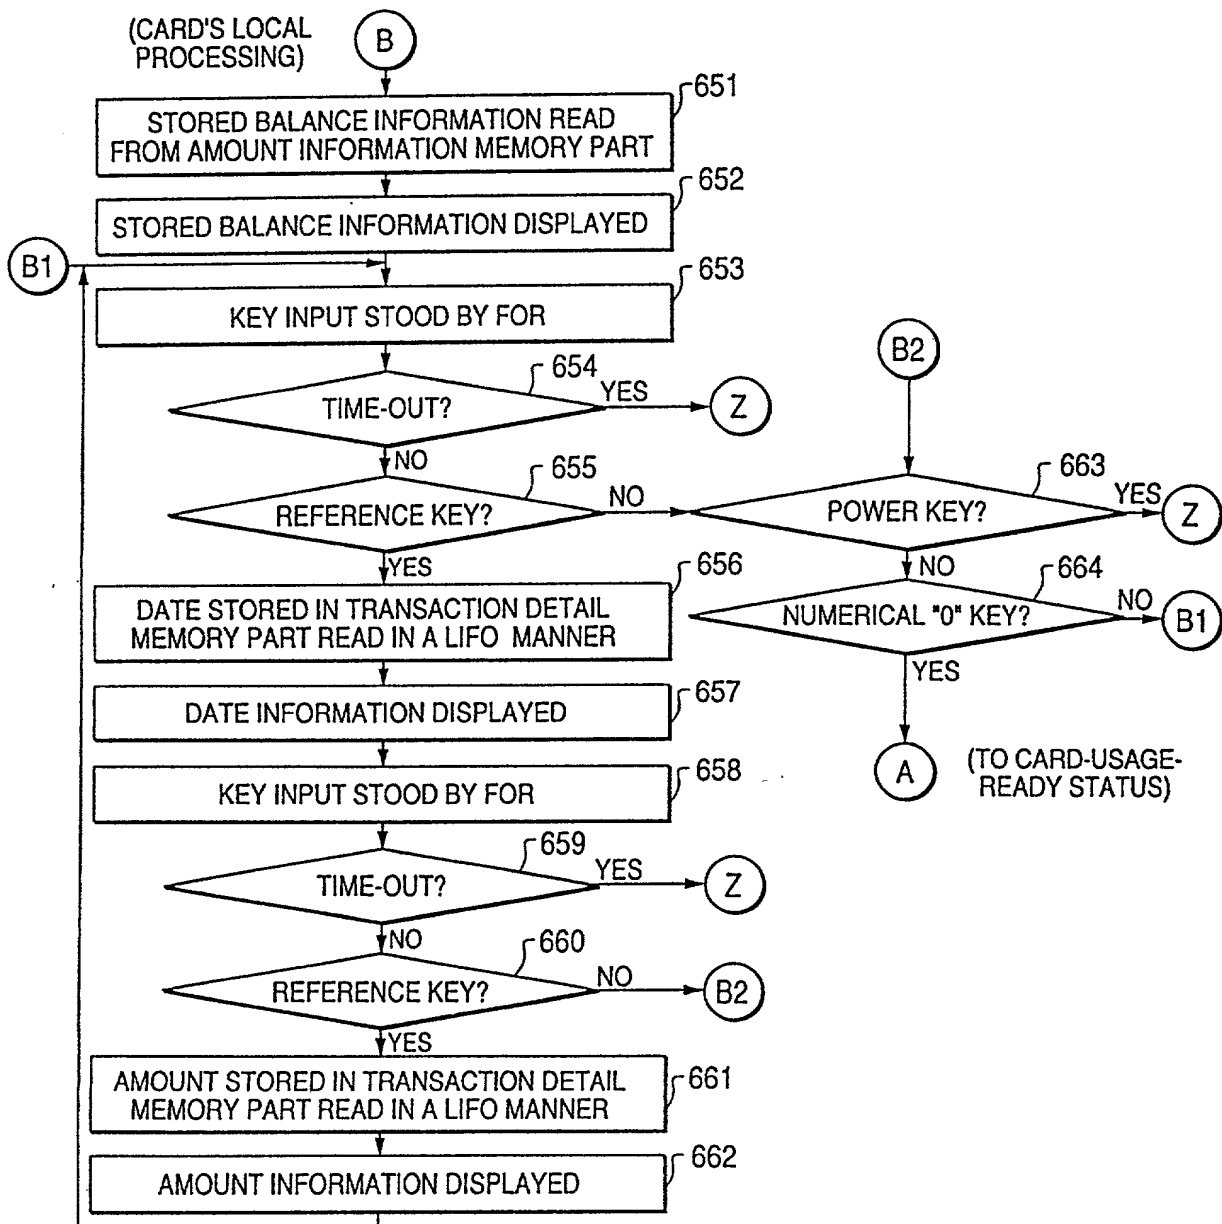 (CARD'S LOCAL
PROCESSING)
B
651
STORED BALANCE INFORMATION READ
FROM AMOUNT INFORMATION MEMORY PART
652
STORED BALANCE INFORMATION DISPLAYED
B1
653
KEY INPUT STOOD BY FOR
654
TIME-OUT?
YES
Z
NO
655
REFERENCE KEY?
NO
YES
B2
663
POWER KEY?
YES
Z
NO
664
NUMERICAL "0" KEY?
NO
B1
YES
A
(TO CARD-USAGE-
READY STATUS)
656
DATE STORED IN TRANSACTION DETAIL
MEMORY PART READ IN A LIFO MANNER
657
DATE INFORMATION DISPLAYED
658
KEY INPUT STOOD BY FOR
659
TIME-OUT?
YES
Z
NO
660
REFERENCE KEY?
NO
B2
YES
661
AMOUNT STORED IN TRANSACTION DETAIL
MEMORY PART READ IN A LIFO MANNER
662
AMOUNT INFORMATION DISPLAYED